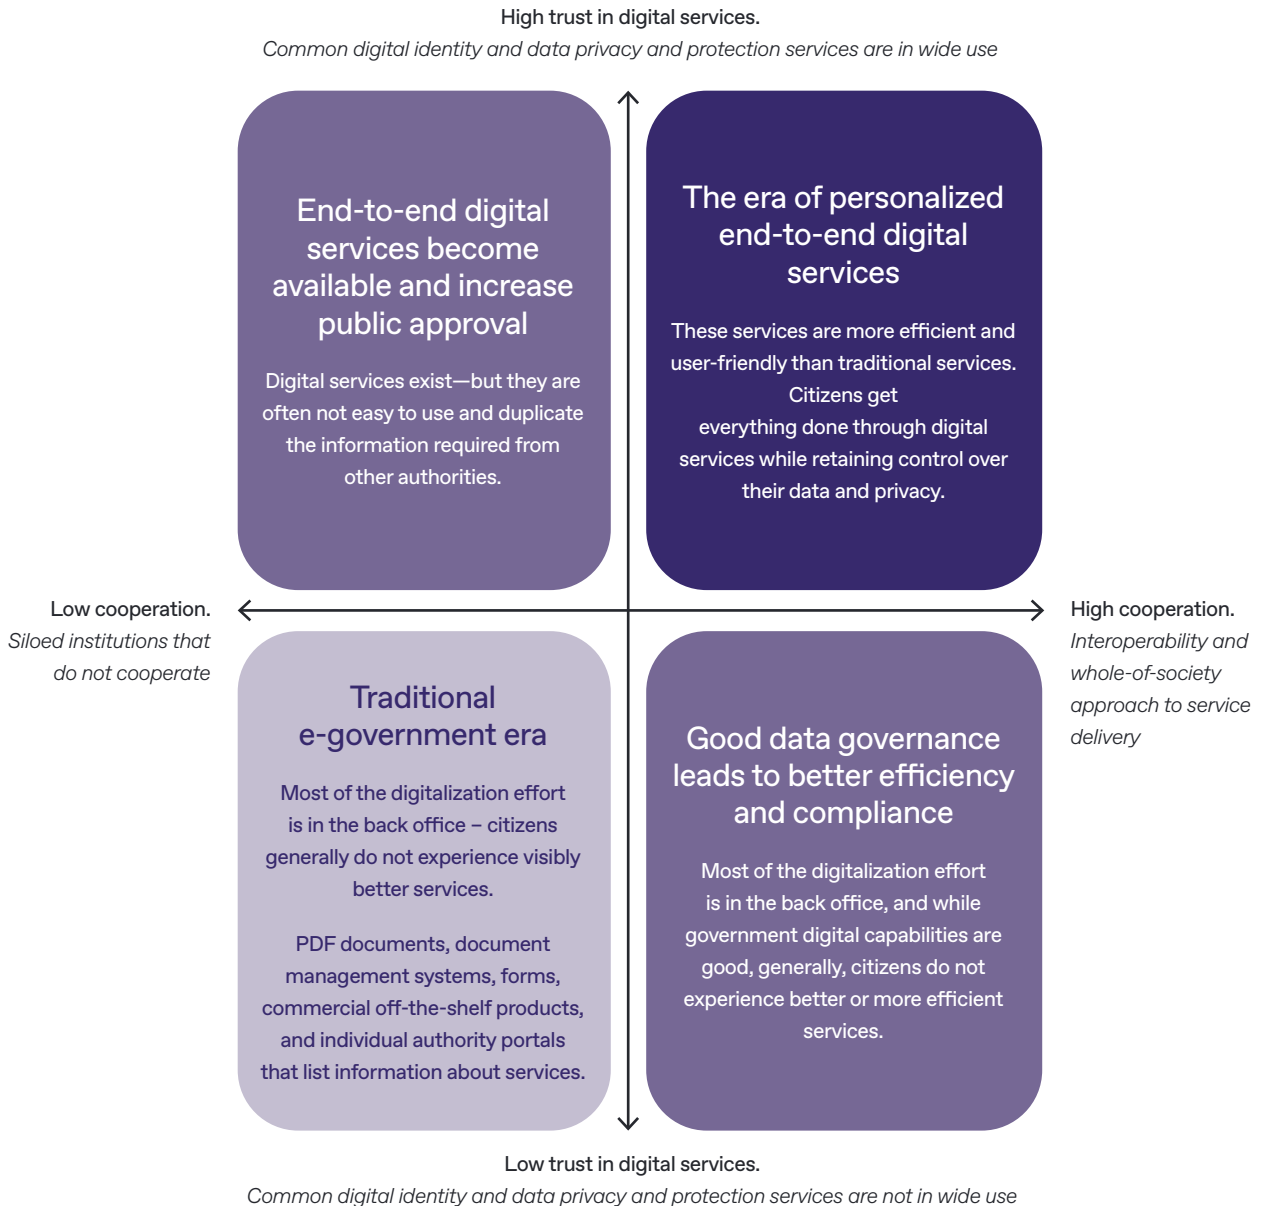 High trust in digital services.
Common digital identity and data privacy and protection services are in wide use
End-to-end digital
services become
available and increase
public approval
Digital services exist—but they are
often not easy to use and duplicate
the information required from
other authorities.
The era of personalized
end-to-end digital
services
These services are more efficient and
user-friendly than traditional services.
Citizens get
everything done through digital
services while retaining control over
their data and privacy.
Low cooperation.
Siloed institutions that
do not cooperate
High cooperation.
Interoperability and
whole-of-society
approach to service
delivery
Traditional
e-government era
Most of the digitalization effort
is in the back office – citizens
generally do not experience visibly
better services.
PDF documents, document
management systems, forms,
commercial off-the-shelf products,
and individual authority portals
that list information about services.
Good data governance
leads to better efficiency
and compliance
Most of the digitalization effort
is in the back office, and while
government digital capabilities are
good, generally, citizens do not
experience better or more efficient
services.
Low trust in digital services.
Common digital identity and data privacy and protection services are not in wide use